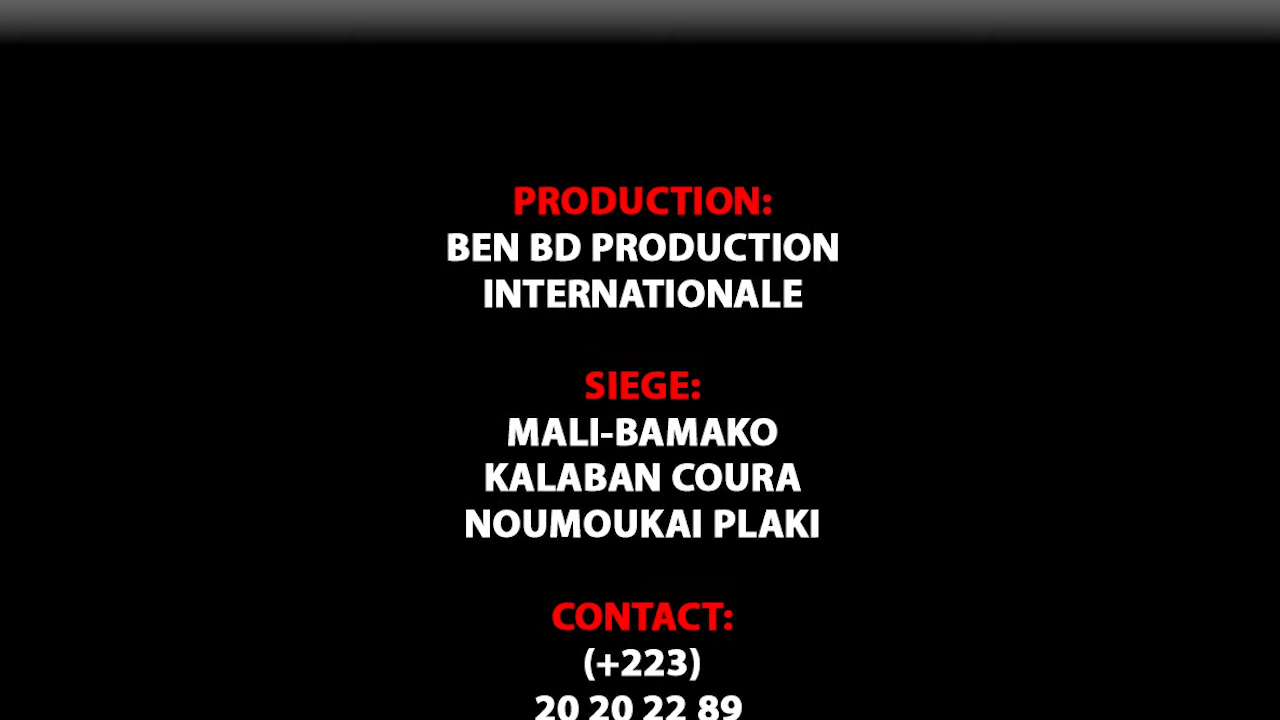 PRODUCTION:
BEN BD PRODUCTION
INTERNATIONALE
SIEGE:
MALI-BAMAKO
KALABAN COURA
NOUMOUKAI PLAKI
CONTACT:
(+223)
20 20 22 89